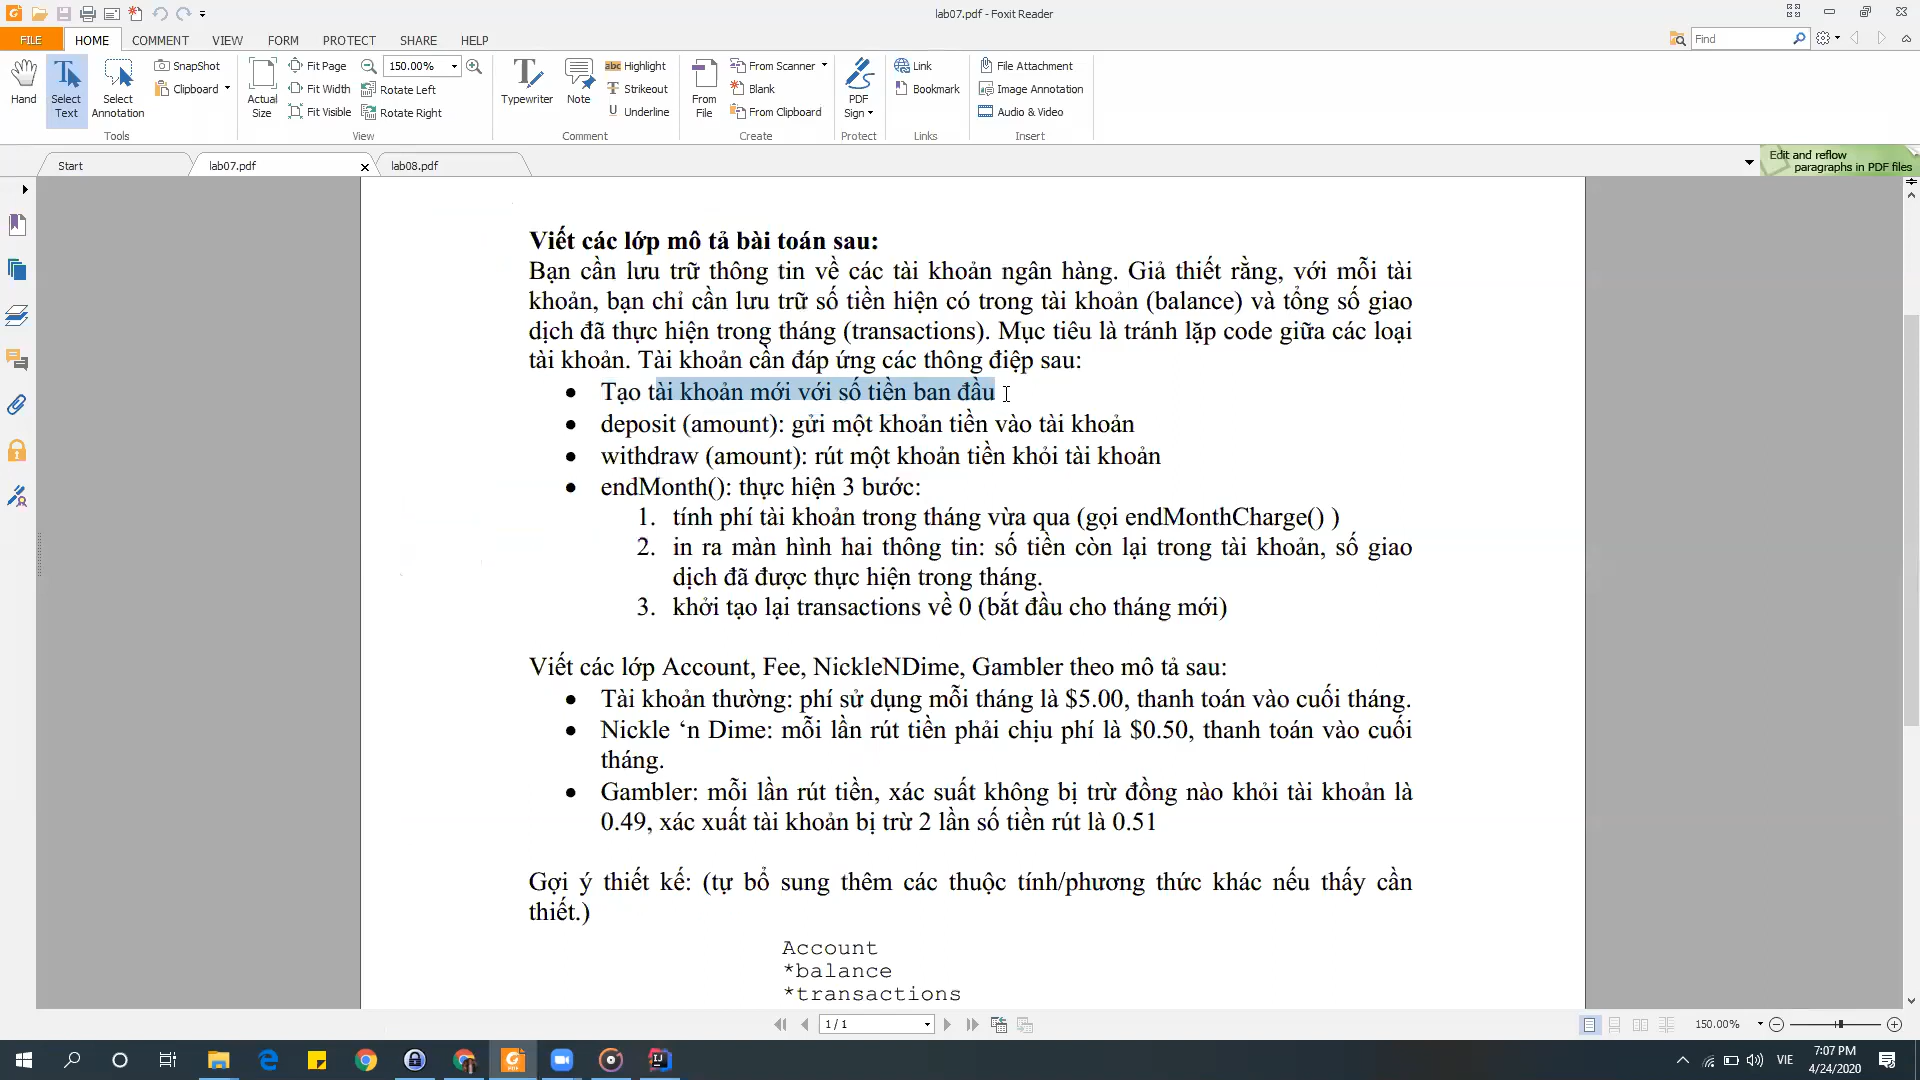 lab07.pdf - Foxit Reader
FILE
HOME
COMMENT
VIEW
FORM
PROTECT
SHARE
HELP
Find
Hand
Select
Text
Select
Annotation
SnapShot
Clipboard
Tools
Actual
Size
Fit Page
Fit Width
Fit Visible
150.00%
Rotate Left
Rotate Right
View
Typewriter
Note
Highlight
Strikeout
Underline
Comment
From
File
From Scanner
Blank
From Clipboard
Create
PDF
Sign
Protect
Link
Bookmark
Links
File Attachment
Image Annotation
Audio & Video
Insert
Start
lab07.pdf
lab08.pdf
Edit and reflow
paragraphs in PDF files
Viết các lớp mô tả bài toán sau:
Bạn cần lưu trữ thông tin về các tài khoản ngân hàng. Giả thiết rằng, với mỗi tài
khoản, bạn chỉ cần lưu trữ số tiền hiện có trong tài khoản (balance) và tổng số giao
dịch đã thực hiện trong tháng (transactions). Mục tiêu là tránh lặp code giữa các loại
tài khoản. Tài khoản cần đáp ứng các thông điệp sau:
• Tạo tài khoản mới với số tiền ban đầu
• deposit (amount): gửi một khoản tiền vào tài khoản
• withdraw (amount): rút một khoản tiền khỏi tài khoản
• endMonth(): thực hiện 3 bước:
1. tính phí tài khoản trong tháng vừa qua (gọi endMonthCharge() )
2. in ra màn hình hai thông tin: số tiền còn lại trong tài khoản, số giao
dịch đã được thực hiện trong tháng.
3. khởi tạo lại transactions về 0 (bắt đầu cho tháng mới)
Viết các lớp Account, Fee, NickleNDime, Gambler theo mô tả sau:
• Tài khoản thường: phí sử dụng mỗi tháng là $5.00, thanh toán vào cuối tháng.
• Nickle ‘n Dime: mỗi lần rút tiền phải chịu phí là $0.50, thanh toán vào cuối
tháng.
• Gambler: mỗi lần rút tiền, xác suất không bị trừ đồng nào khỏi tài khoản là
0.49, xác xuất tài khoản bị trừ 2 lần số tiền rút là 0.51
Gợi ý thiết kế: (tự bổ sung thêm các thuộc tính/phương thức khác nếu thấy cần
thiết.)
Account
*balance
*transactions
1 / 1
150.00%
VIE
7:07 PM
4/24/2020